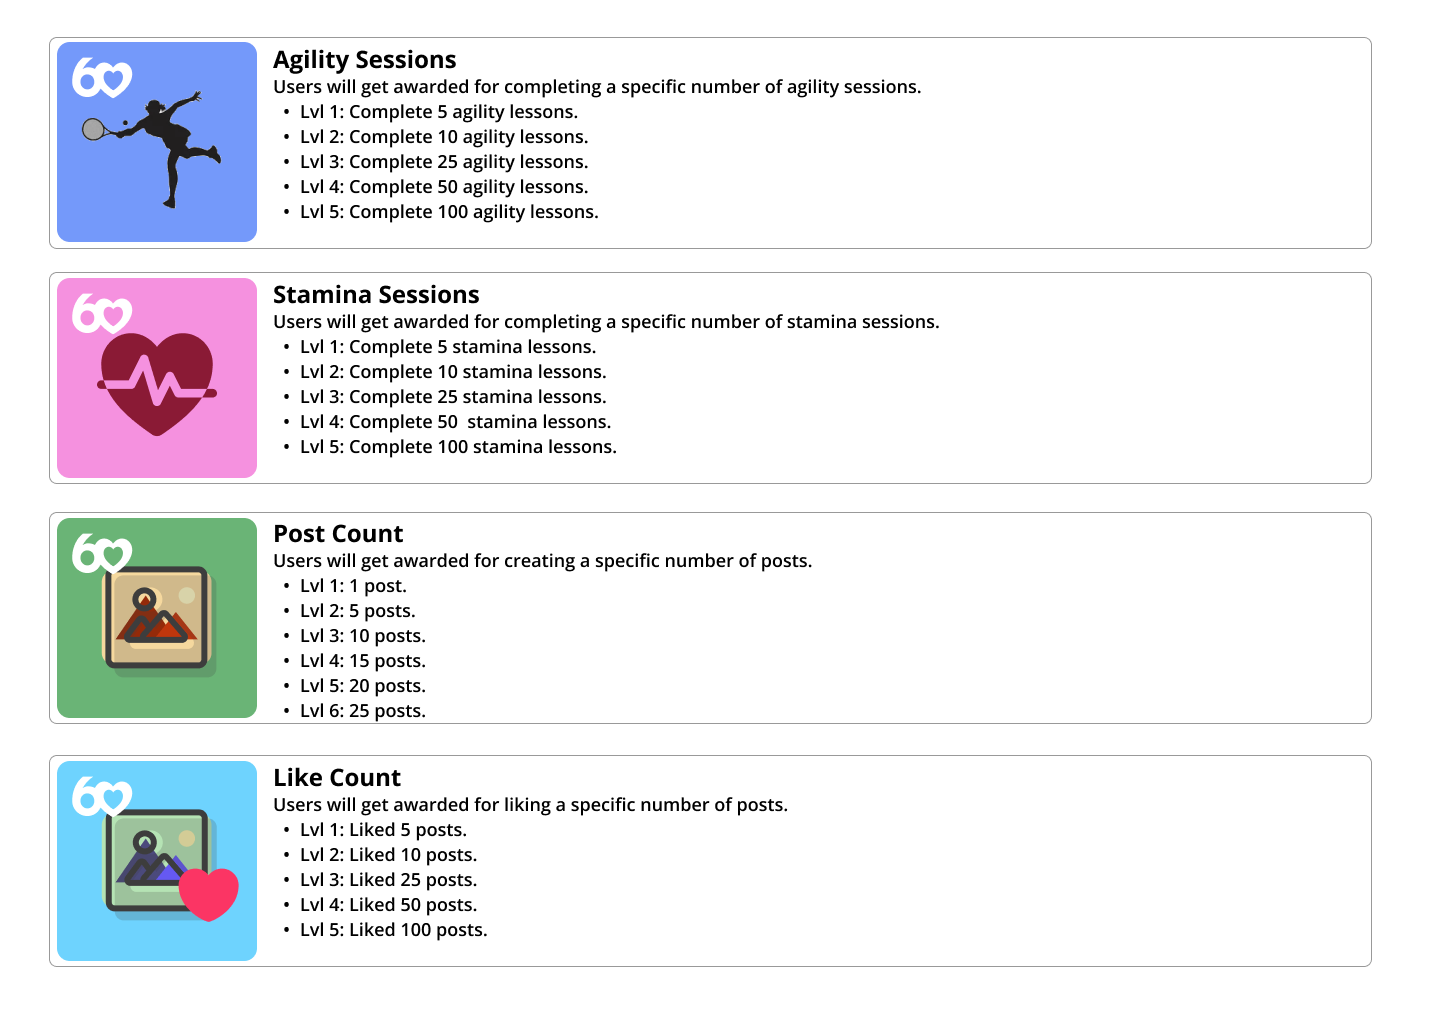 60
Agility Sessions
Users will get awarded for completing a specific number of agility sessions.
• Lvl 1: Complete 5 agility lessons.
• Lvl 2: Complete 10 agility lessons.
• Lvl 3: Complete 25 agility lessons.
• Lvl 4: Complete 50 agility lessons.
• Lvl 5: Complete 100 agility lessons.
60
Stamina Sessions
Users will get awarded for completing a specific number of stamina sessions.
• Lvl 1: Complete 5 stamina lessons.
• Lvl 2: Complete 10 stamina lessons.
• Lvl 3: Complete 25 stamina lessons.
• Lvl 4: Complete 50  stamina lessons.
• Lvl 5: Complete 100 stamina lessons.
60
Post Count
Users will get awarded for creating a specific number of posts.
• Lvl 1: 1 post.
• Lvl 2: 5 posts.
• Lvl 3: 10 posts.
• Lvl 4: 15 posts.
• Lvl 5: 20 posts.
• Lvl 6: 25 posts.
60
Like Count
Users will get awarded for liking a specific number of posts.
• Lvl 1: Liked 5 posts.
• Lvl 2: Liked 10 posts.
• Lvl 3: Liked 25 posts.
• Lvl 4: Liked 50 posts.
• Lvl 5: Liked 100 posts.